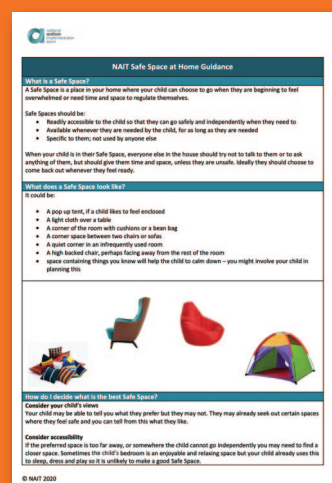 national
autism
implementation
team
NAIT Safe Space at Home Guidance
What is a Safe Space?
A Safe Space is a place in your home where your child can choose to go when they are beginning to feel
overwhelmed or need time and space to regulate themselves.
Safe Spaces should be:
• Readily accessible to the child so that they can go safely and independently when they need to
• Available whenever they are needed by the child, for as long as they are needed
• Specific to them; not used by anyone else
When your child is in their Safe Space, everyone else in the house should try not to talk to them or to ask
anything of them, but should give them time and space, unless they are unsafe. Ideally they should choose to
come back out whenever they feel ready.
What does a Safe Space look like?
It could be:
• A pop up tent, if a child likes to feel enclosed
• A light cloth over a table
• A corner of the room with cushions or a bean bag
• A corner space between two chairs or sofas
• A quiet corner in an infrequently used room
• A high backed chair, perhaps facing away from the rest of the room
• space containing things you know will help the child to calm down – you might involve your child in
planning this
How do I decide what is the best Safe Space?
Consider your child's views
Your child may be able to tell you what they prefer but they may not. They may already seek out certain spaces
where they feel safe and you can tell from this what they like.
Consider accessibility
If the preferred space is too far away, or somewhere the child cannot go independently you may need to find a
closer space. Sometimes the child's bedroom is an enjoyable and relaxing space but your child already uses this
to sleep, dress and play so it is unlikely to make a good Safe Space.
© NAIT 2020